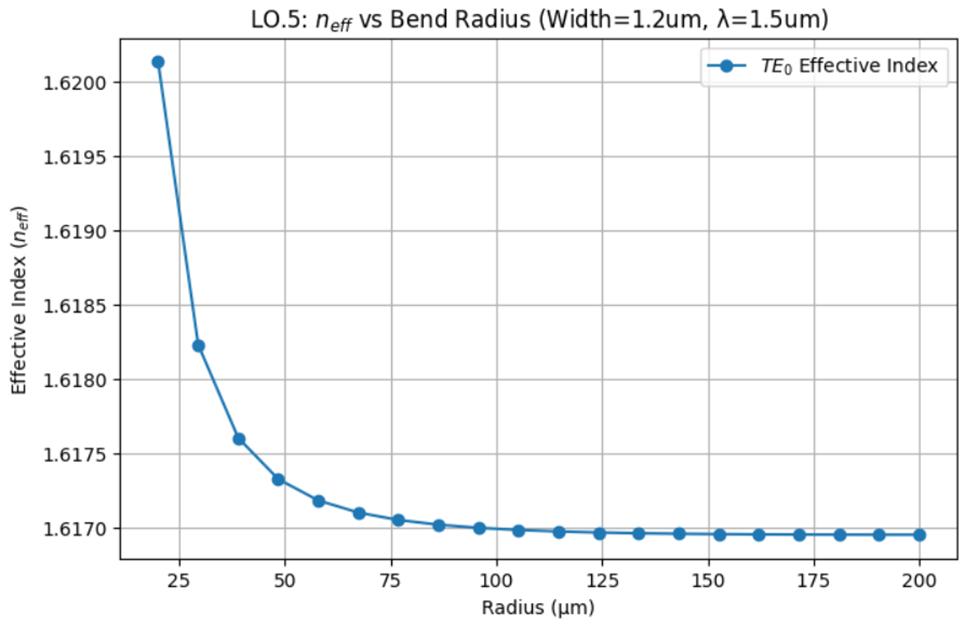 LO.5: n_eff vs Bend Radius (Width=1.2um, λ=1.5um)
TE₀ Effective Index
Effective Index (n_eff)
1.6200
1.6195
1.6190
1.6185
1.6180
1.6175
1.6170
25 50 75 100 125 150 175 200
Radius (μm)